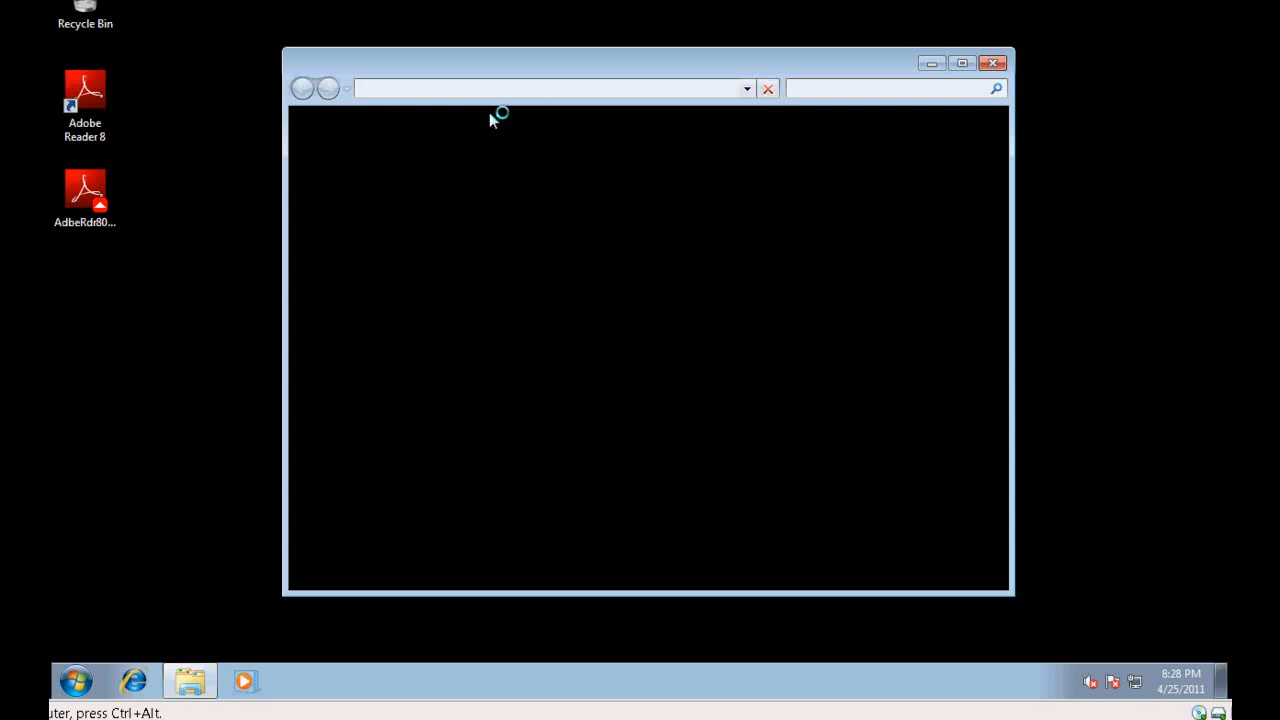 Recycle Bin
Adobe
Reader 8
AdbeRdr80...
8:28 PM
4/25/2011
uter, press Ctrl+Alt.